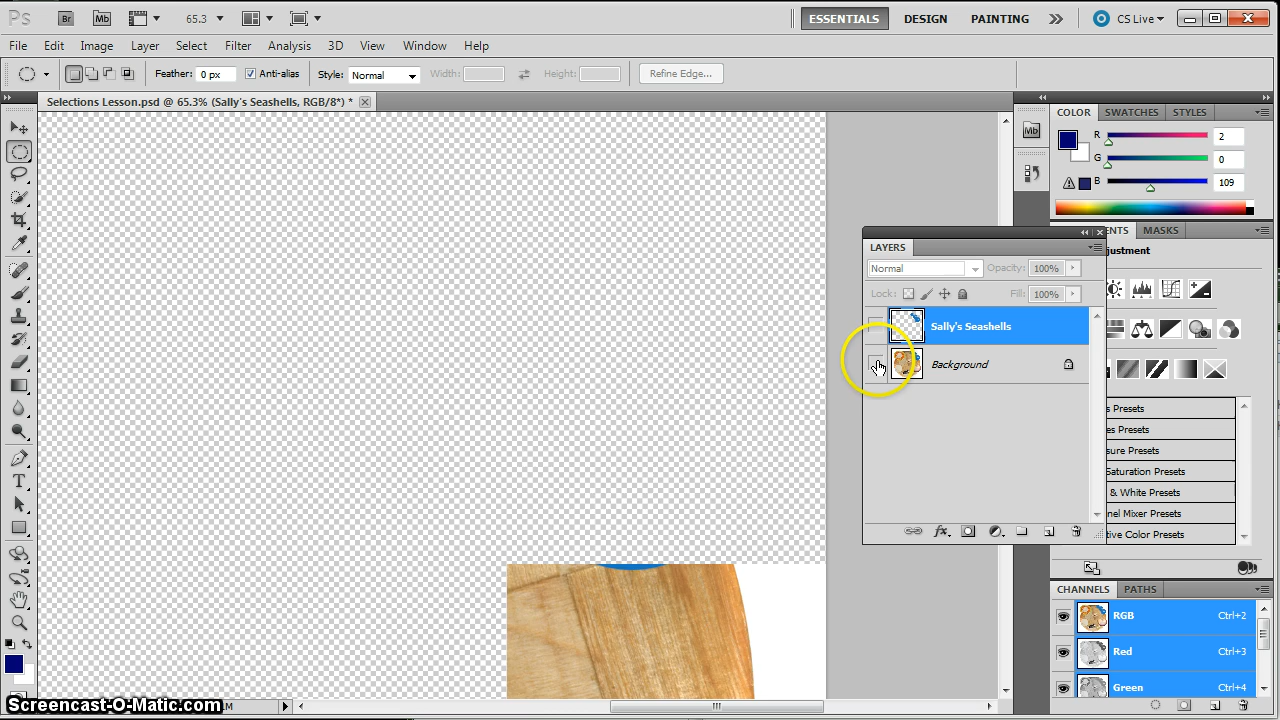 Ps Br Mb 65.3 ESSENTIALS DESIGN PAINTING CS Live
File Edit Image Layer Select Filter Analysis 3D View Window Help
Feather: 0 px Anti-alias Style: Normal Width: Height: Refine Edge...
Selections Lesson.psd @ 65.3% (Sally's Seashells, RGB/8*) *
Mb
COLOR SWATCHES STYLES
R 2
G 0
B 109
ENTS MASKS
djustment
LAYERS
Normal Opacity: 100%
Lock: Fill: 100%
Sally's Seashells
Background
s Presets
es Presets
sure Presets
Saturation Presets
& White Presets
nel Mixer Presets
tive Color Presets
CHANNELS PATHS
RGB Ctrl+2
Red Ctrl+3
Green Ctrl+4
T
fx
Screencast-O-Matic.com